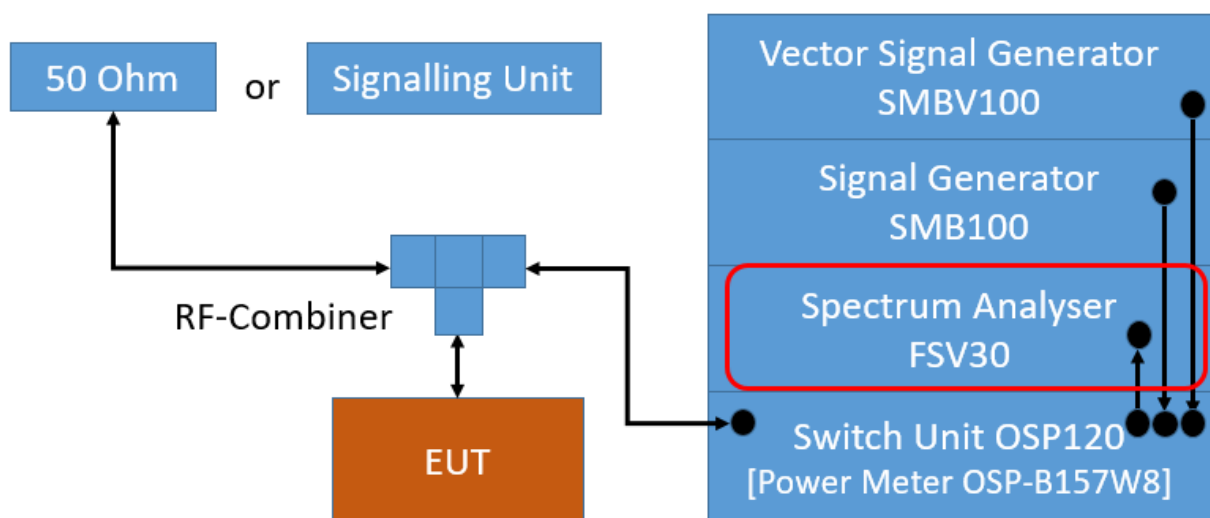 50 Ohm
or
Signalling Unit
RF-Combiner
EUT
Vector Signal Generator
SMBV100
Signal Generator
SMB100
Spectrum Analyser
FSV30
Switch Unit OSP120
[Power Meter OSP-B157W8]